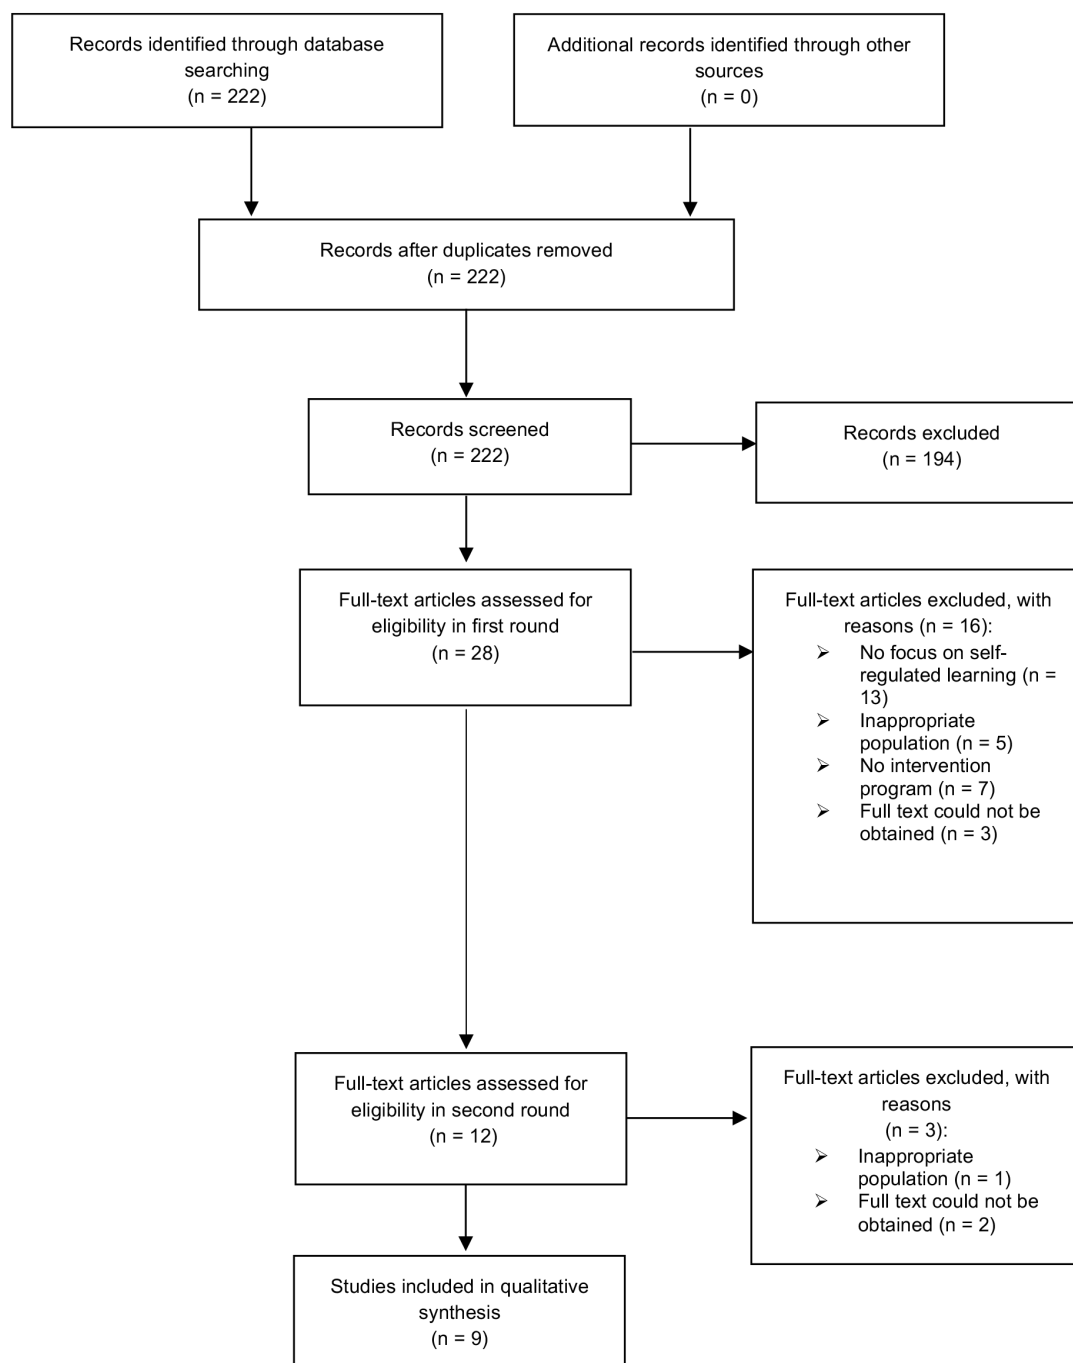 Records identified through database
searching
(n = 222)
Additional records identified through other
sources
(n = 0)
Records after duplicates removed
(n = 222)
Records screened
(n = 222)
Records excluded
(n = 194)
Full-text articles assessed for
eligibility in first round
(n = 28)
Full-text articles excluded, with
reasons (n = 16):
➢ No focus on self-
regulated learning (n =
13)
➢ Inappropriate
population (n = 5)
➢ No intervention
program (n = 7)
➢ Full text could not be
obtained (n = 3)
Full-text articles assessed for
eligibility in second round
(n = 12)
Full-text articles excluded, with
reasons
(n = 3):
➢ Inappropriate
population (n = 1)
➢ Full text could not be
obtained (n = 2)
Studies included in qualitative
synthesis
(n = 9)